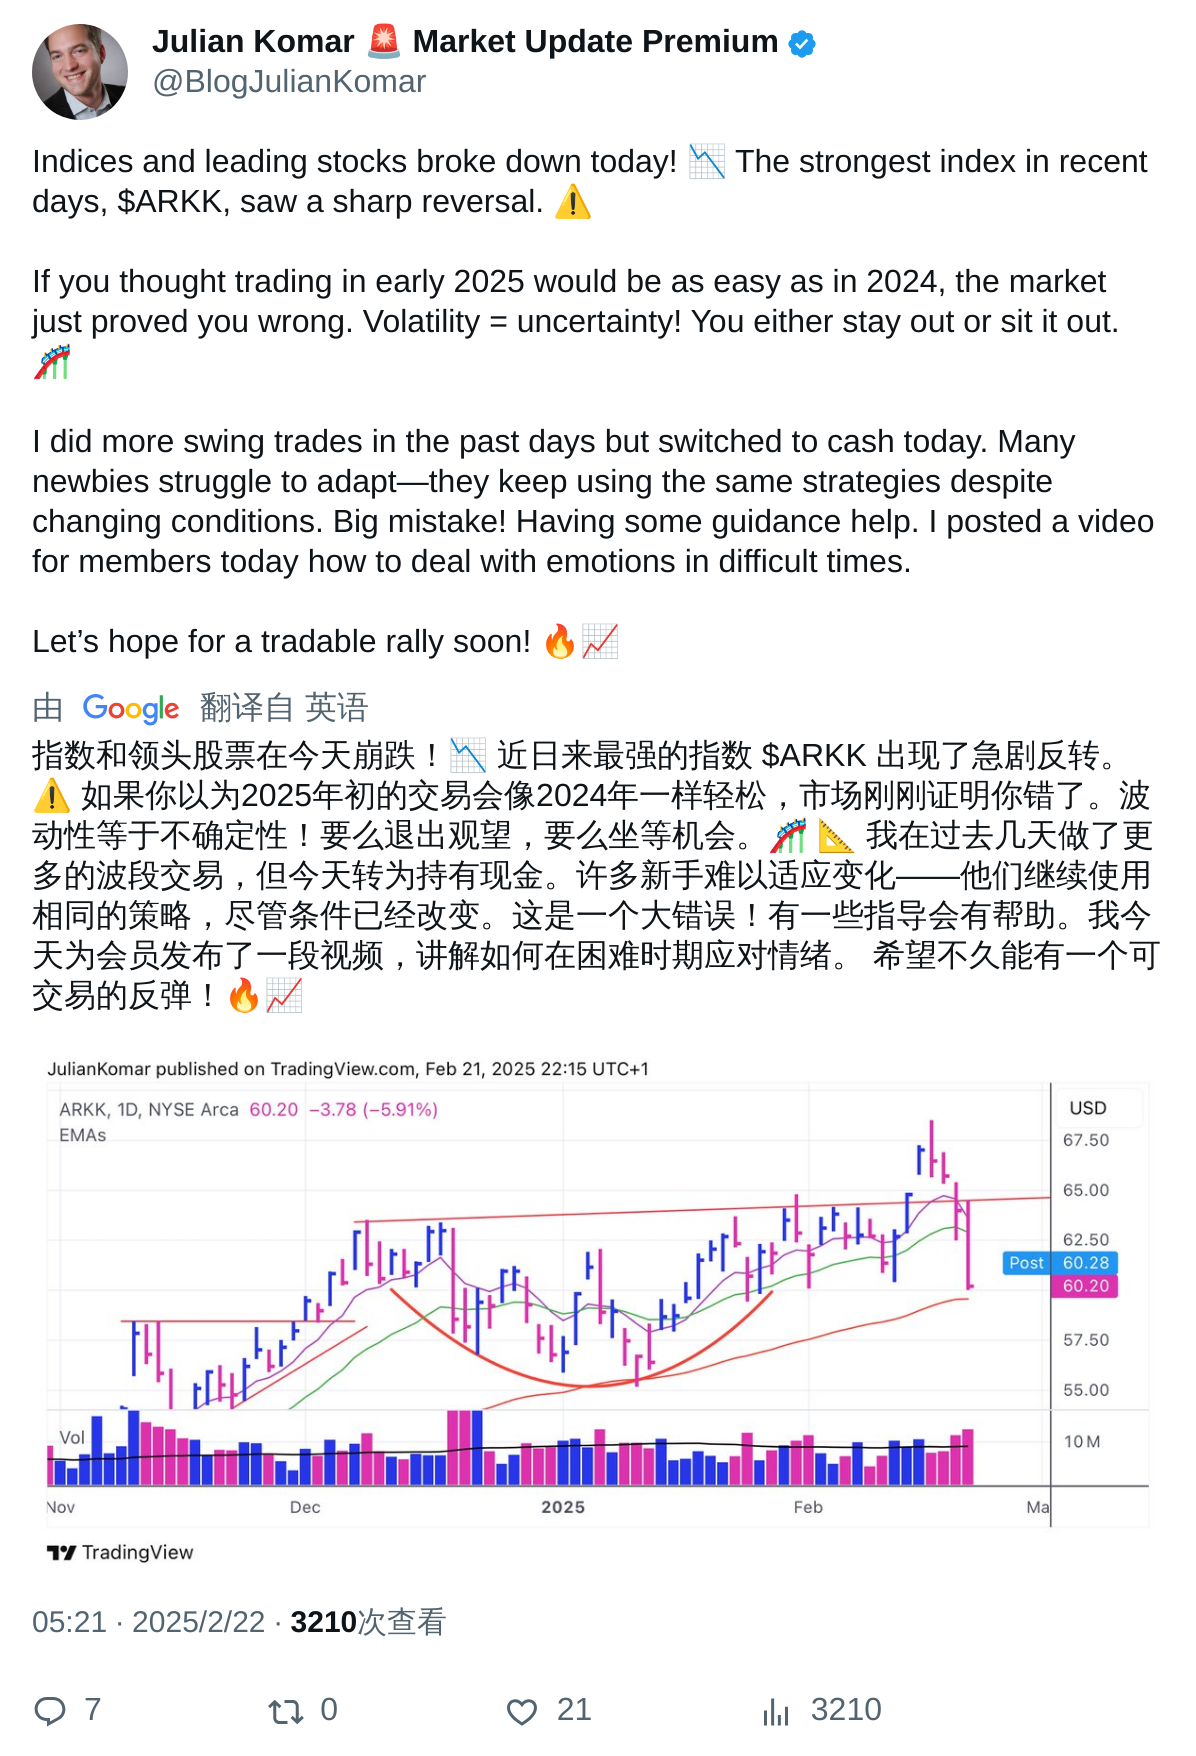 Julian Komar 🚨 Market Update Premium
@BlogJulianKomar
Indices and leading stocks broke down today! 📉 The strongest index in recent
days, $ARKK, saw a sharp reversal. ⚠️
If you thought trading in early 2025 would be as easy as in 2024, the market
just proved you wrong. Volatility = uncertainty! You either stay out or sit it out.
🎢
I did more swing trades in the past days but switched to cash today. Many
newbies struggle to adapt—they keep using the same strategies despite
changing conditions. Big mistake! Having some guidance help. I posted a video
for members today how to deal with emotions in difficult times.
Let’s hope for a tradable rally soon! 🔥📈
由 Google 翻译自 英语
指数和领头股票在今天崩跌！📉 近日来最强的指数 $ARKK 出现了急剧反转。
⚠️ 如果你以为2025年初的交易会像2024年一样轻松，市场刚刚证明你错了。波
动性等于不确定性！要么退出观望，要么坐等机会。🎢 📐 我在过去几天做了更
多的波段交易，但今天转为持有现金。许多新手难以适应变化——他们继续使用
相同的策略，尽管条件已经改变。这是一个大错误！有一些指导会有帮助。我今
天为会员发布了一段视频，讲解如何在困难时期应对情绪。 希望不久能有一个可
交易的反弹！🔥📈
JulianKomar published on TradingView.com, Feb 21, 2025 22:15 UTC+1
ARKK, 1D, NYSE Arca 60.20 −3.78 (−5.91%)
EMAs
USD
67.50
65.00
62.50
Post 60.28
60.20
57.50
55.00
Vol
10 M
Nov Dec 2025 Feb Ma
TradingView
05:21 · 2025/2/22 · 3210次查看
7 0 21 3210